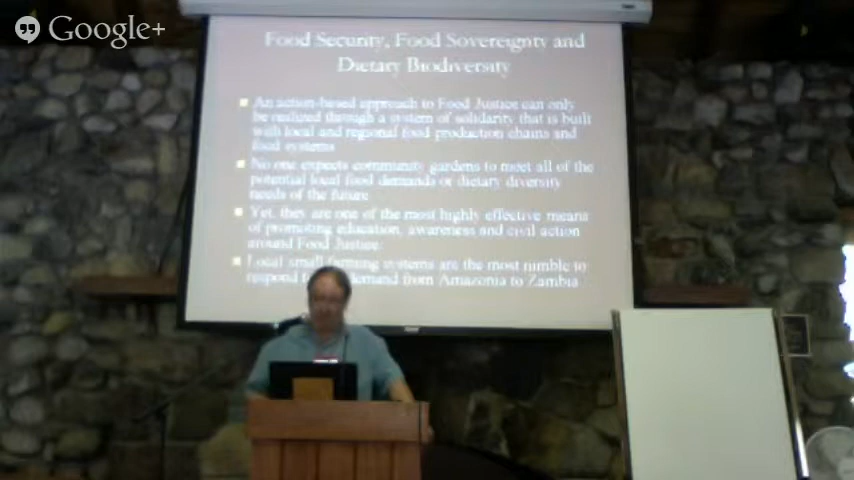 Google+
Food Security, Food Sovereignty and
Dietary Biodiversity
An action-based approach to Food Justice can only
be realized through a system of solidarity that is built
with local and regional food production chains and
food systems
No one expects community gardens to meet all of the
potential local food demands or dietary diversity
needs of the future
Yet, they are one of the most highly effective means
of promoting education, awareness and civil action
around Food Justice.
Local small farming systems are the most nimble to
respond demand from Amazonia to Zambia